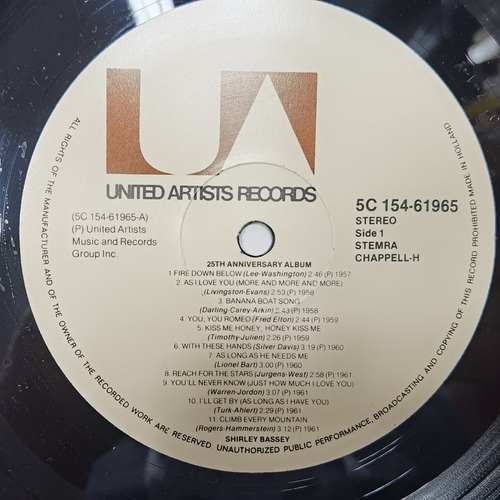 UA
UNITED ARTISTS RECORDS
(5C 154-61965-A)
(P) United Artists
Music and Records
Group Inc.
5C 154-61965
STEREO
Side 1
STEMRA
CHAPPELL-H
25TH ANNIVERSARY ALBUM
1 FIRE DOWN BELOW (Lee-Washington) 2:46 (P) 1957
2. AS I LOVE YOU (MORE AND MORE AND MORE)
(Livingston-Evans) 2:53 (P) 1958
3. BANANA BOAT SONG
(Darling-Carey-Arkin) 2:43 (P) 1958
4. YOU, YOU ROMEO (Fred Elton) 2:44 (P) 1959
5. KISS ME HONEY, HONEY KISS ME
(Timothy-Julien) 2:26 (P) 1959
6. WITH THESE HANDS (Silver Davis) 3:19 (P) 1960
7. AS LONG AS HE NEEDS ME
(Lionel Bart) 3:00 (P) 1960
8. REACH FOR THE STARS (Jurgens-West) 2:58 (P) 1961
9. YOU'LL NEVER KNOW (JUST HOW MUCH I LOVE YOU)
(Warren-Jordon) 3:07 (P) 1961
10. I'LL GET BY (AS LONG AS I HAVE YOU)
(Turk-Ahlert) 2:29 (P) 1961
11. CLIMB EVERY MOUNTAIN
(Rogers-Hammerstein) 3:12 (P) 1961
SHIRLEY BASSEY
ALL RIGHTS OF THE MANUFACTURER AND OF THE OWNER OF THE RECORDED WORK ARE RESERVED UNAUTHORIZED PUBLIC PERFORMANCE, BROADCASTING AND COPYING OF THIS RECORD PROHIBITED MADE IN HOLLAND